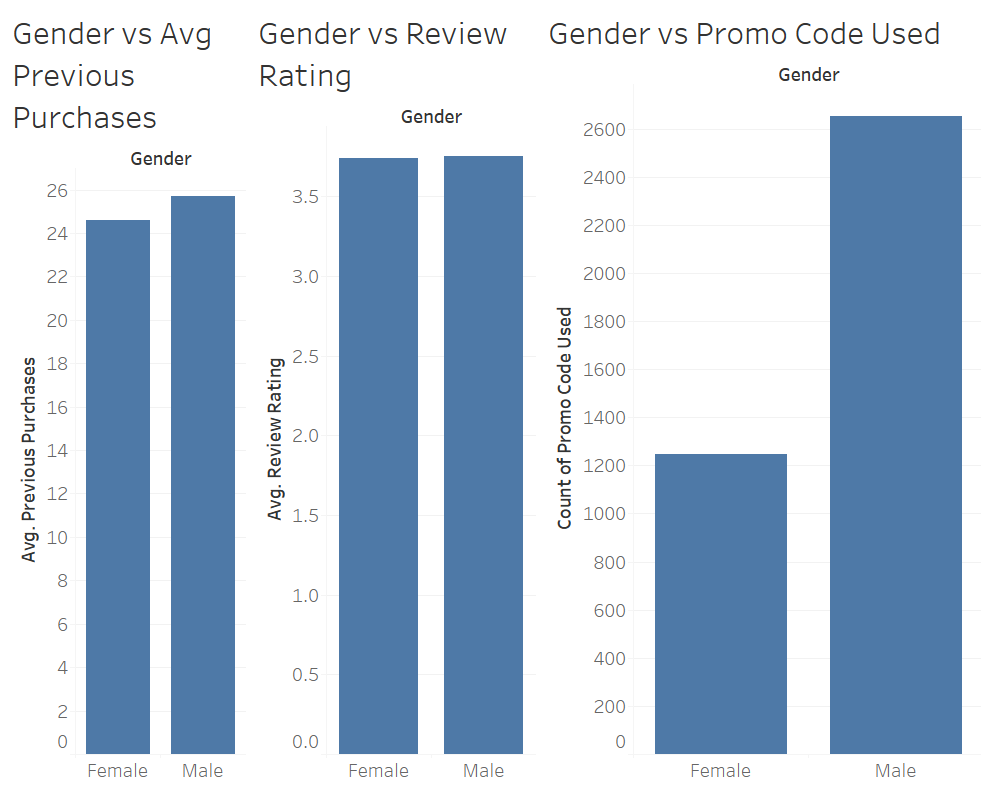 Gender vs Avg
Previous
Purchases
Gender
Avg. Previous Purchases
26
24
22
20
18
16
14
12
10
8
6
4
2
0
Female Male
Gender vs Review
Rating
Gender
Avg. Review Rating
3.5
3.0
2.5
2.0
1.5
1.0
0.5
0.0
Female Male
Gender vs Promo Code Used
Gender
Count of Promo Code Used
2600
2400
2200
2000
1800
1600
1400
1200
1000
800
600
400
200
0
Female Male